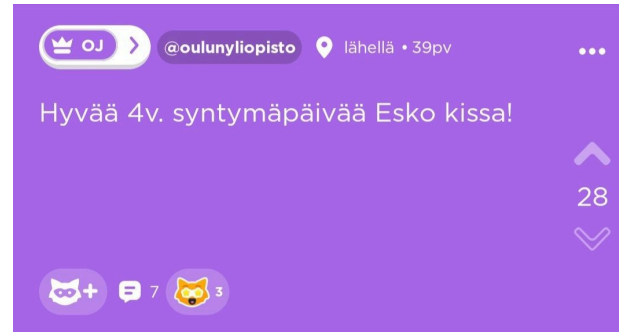 OJ @oulunyliopisto lähellä • 39pv
Hyvää 4v. syntymäpäivää Esko kissa!
28
+ 7 3